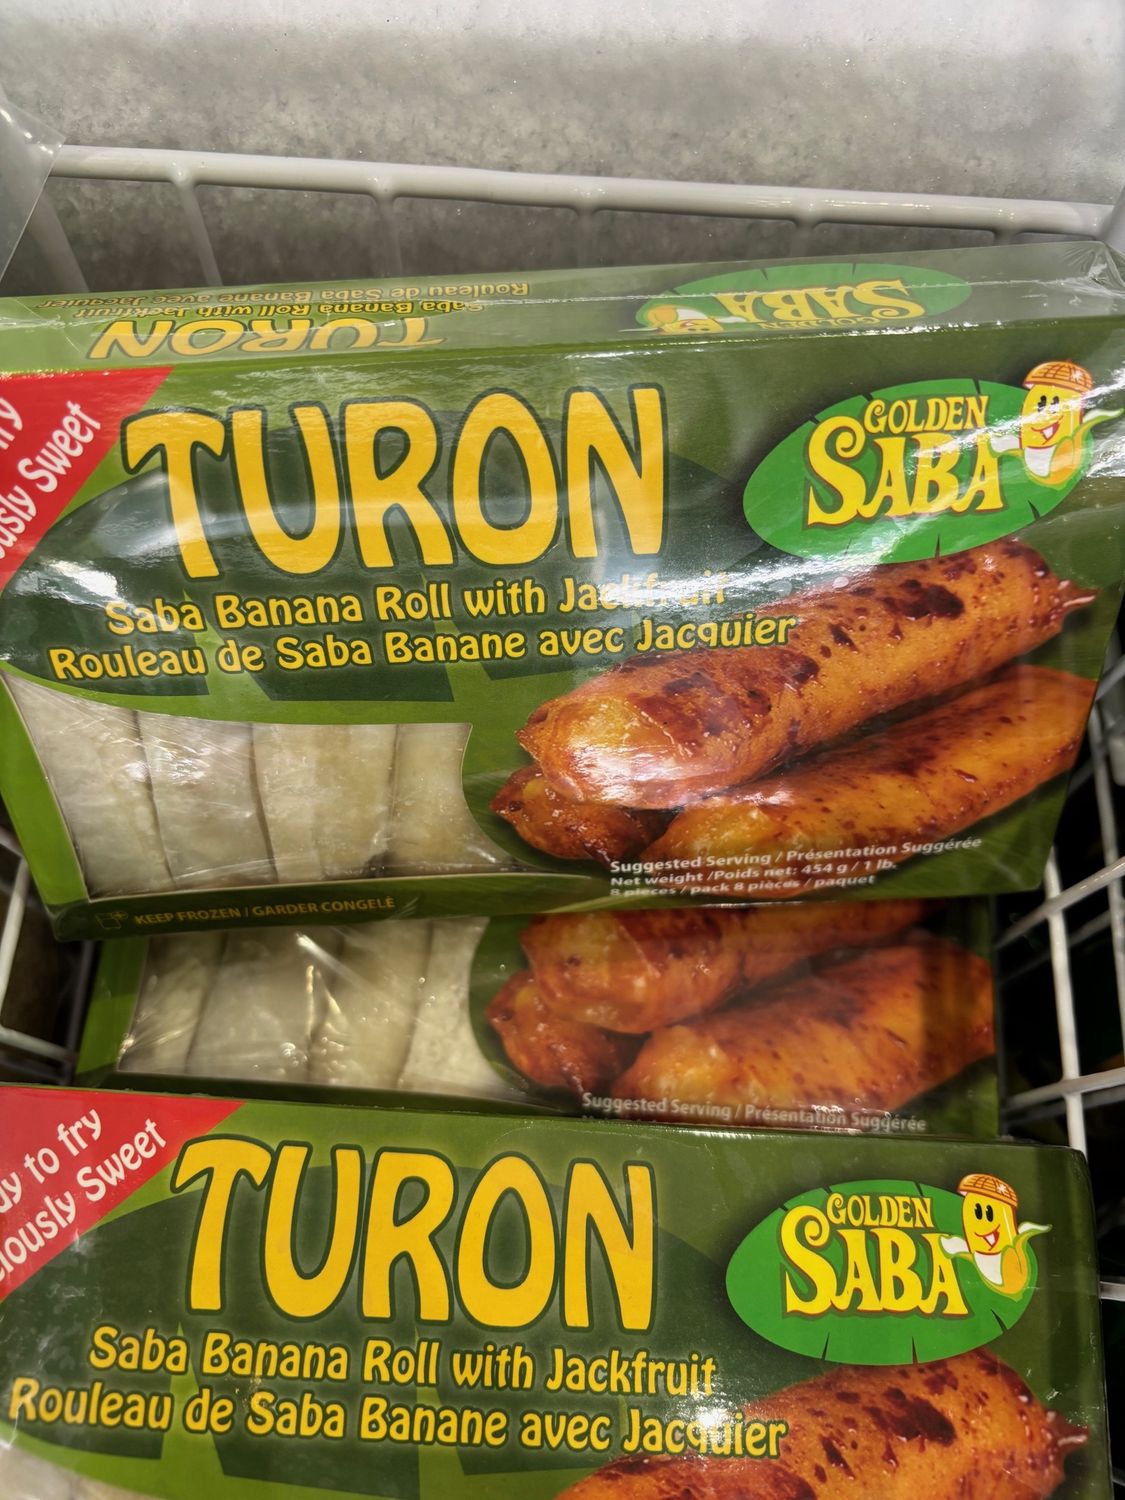 Rouleau de Saba Banane avec Jacquier
Saba Banana Roll with Jackfruit
TURON
GOLDEN
SABA
Sweet
TURON
GOLDEN
SABA
Saba Banana Roll with Jackfruit
Rouleau de Saba Banane avec Jacquier
Suggested Serving / Présentation Suggérée
Net weight /Poids net: 454 g / 1 lb.
8 pieces / pack 8 pièces / paquet
KEEP FROZEN / GARDER CONGELÉ
Suggested Serving / Présentation Suggérée
to fry
Sweet
TURON
GOLDEN
SABA
Saba Banana Roll with Jackfruit
Rouleau de Saba Banane avec Jacquier